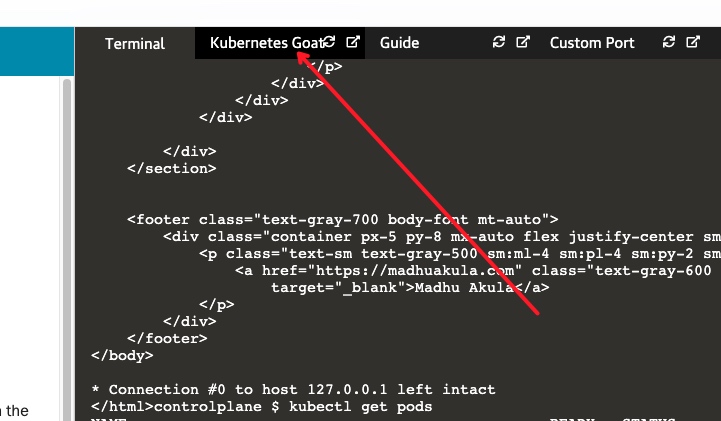 Terminal Kubernetes Goat Guide Custom Port
</p>
</div>
</div>
</div>
</div>
</section>
<footer class="text-gray-700 body-font mt-auto">
<div class="container px-5 py-8 mx-auto flex justify-center sm
<p class="text-sm text-gray-500 sm:ml-4 sm:pl-4 sm:py-2 sm
<a href="https://madhuakula.com" class="text-gray-600
target="_blank">Madhu Akula</a>
</p>
</div>
</footer>
</body>
* Connection #0 to host 127.0.0.1 left intact
</html>controlplane $ kubectl get pods
the
NAME READY STATUS